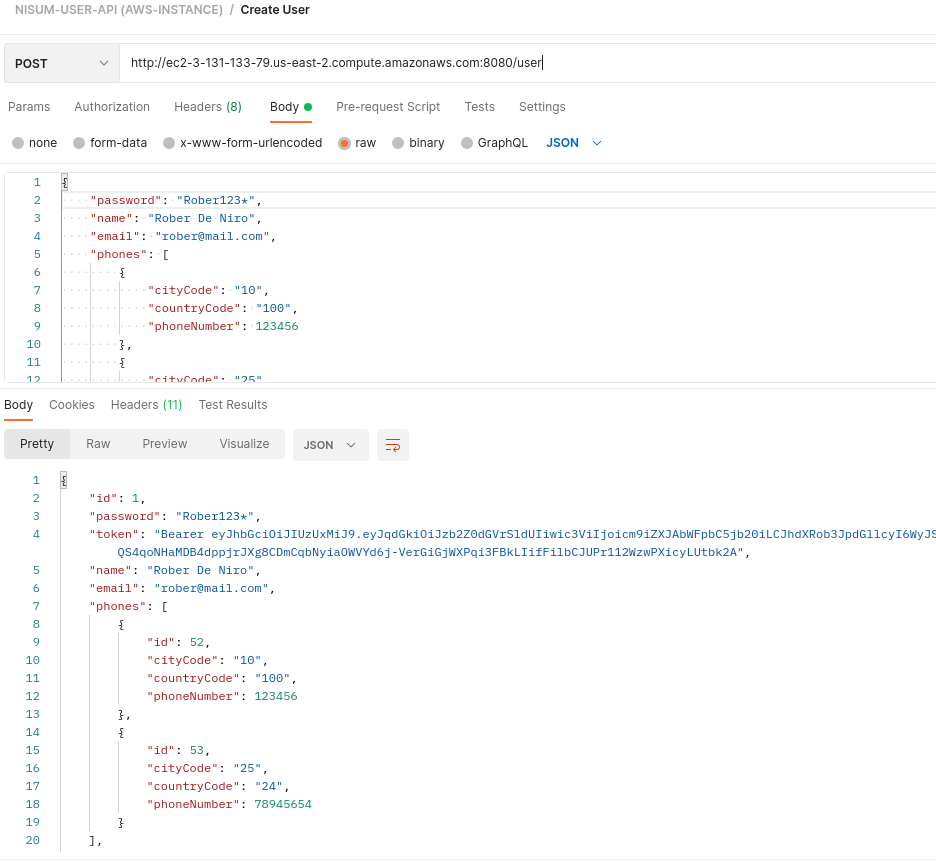 NISUM-USER-API (AWS-INSTANCE) / Create User
POST http://ec2-3-131-133-79.us-east-2.compute.amazonaws.com:8080/user
Params Authorization Headers (8) Body Pre-request Script Tests Settings
none form-data x-www-form-urlencoded raw binary GraphQL JSON
1 {
2 "password": "Rober123*",
3 "name": "Rober De Niro",
4 "email": "rober@mail.com",
5 "phones": [
6 {
7 "cityCode": "10",
8 "countryCode": "100",
9 "phoneNumber": 123456
10 },
11 {
12 "cityCode": "25"
Body Cookies Headers (11) Test Results
Pretty Raw Preview Visualize JSON
1 {
2 "id": 1,
3 "password": "Rober123*",
4 "token": "Bearer eyJhbGciOiJIUzUxMiJ9.eyJqdGkiOiJzb2Z0dGVrSldUIiwic3ViIjoicm9iZXJAbWFpbC5jb20iLCJhdXRob3JpdGllcyI6WyJS
QS4qoNHaMDB4dppjrJXg8CDmCqbNyiaOWVYd6j-VerGiGjWXPqi3FBkLIifFilbCJUPr112WzwPXicyLUtbk2A",
5 "name": "Rober De Niro",
6 "email": "rober@mail.com",
7 "phones": [
8 {
9 "id": 52,
10 "cityCode": "10",
11 "countryCode": "100",
12 "phoneNumber": 123456
13 },
14 {
15 "id": 53,
16 "cityCode": "25",
17 "countryCode": "24",
18 "phoneNumber": 78945654
19 }
20 ],